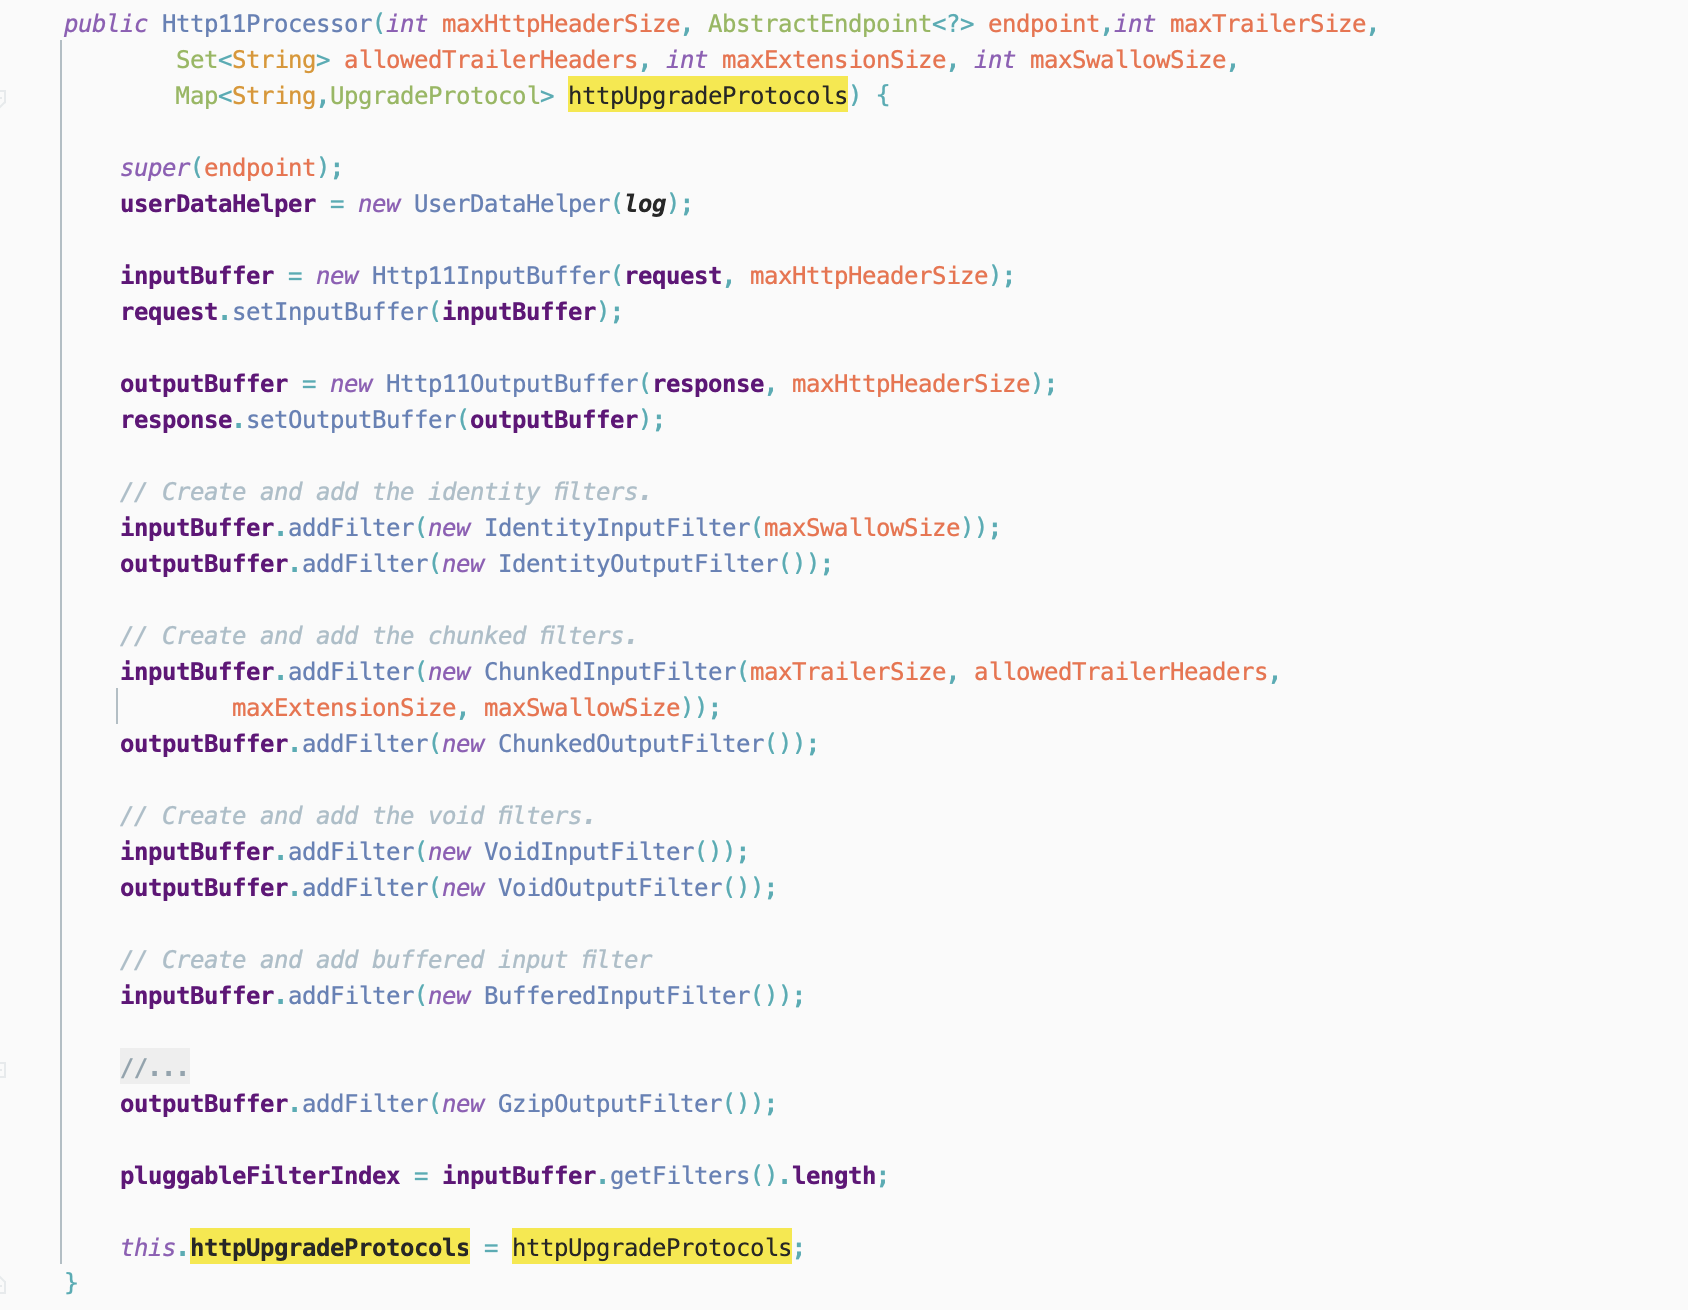 public Http11Processor(int maxHttpHeaderSize, AbstractEndpoint<?> endpoint,int maxTrailerSize,
Set<String> allowedTrailerHeaders, int maxExtensionSize, int maxSwallowSize,
Map<String,UpgradeProtocol> httpUpgradeProtocols) {
super(endpoint);
userDataHelper = new UserDataHelper(log);
inputBuffer = new Http11InputBuffer(request, maxHttpHeaderSize);
request.setInputBuffer(inputBuffer);
outputBuffer = new Http11OutputBuffer(response, maxHttpHeaderSize);
response.setOutputBuffer(outputBuffer);
// Create and add the identity filters.
inputBuffer.addFilter(new IdentityInputFilter(maxSwallowSize));
outputBuffer.addFilter(new IdentityOutputFilter());
// Create and add the chunked filters.
inputBuffer.addFilter(new ChunkedInputFilter(maxTrailerSize, allowedTrailerHeaders,
maxExtensionSize, maxSwallowSize));
outputBuffer.addFilter(new ChunkedOutputFilter());
// Create and add the void filters.
inputBuffer.addFilter(new VoidInputFilter());
outputBuffer.addFilter(new VoidOutputFilter());
// Create and add buffered input filter
inputBuffer.addFilter(new BufferedInputFilter());
//...
outputBuffer.addFilter(new GzipOutputFilter());
pluggableFilterIndex = inputBuffer.getFilters().length;
this.httpUpgradeProtocols = httpUpgradeProtocols;
}